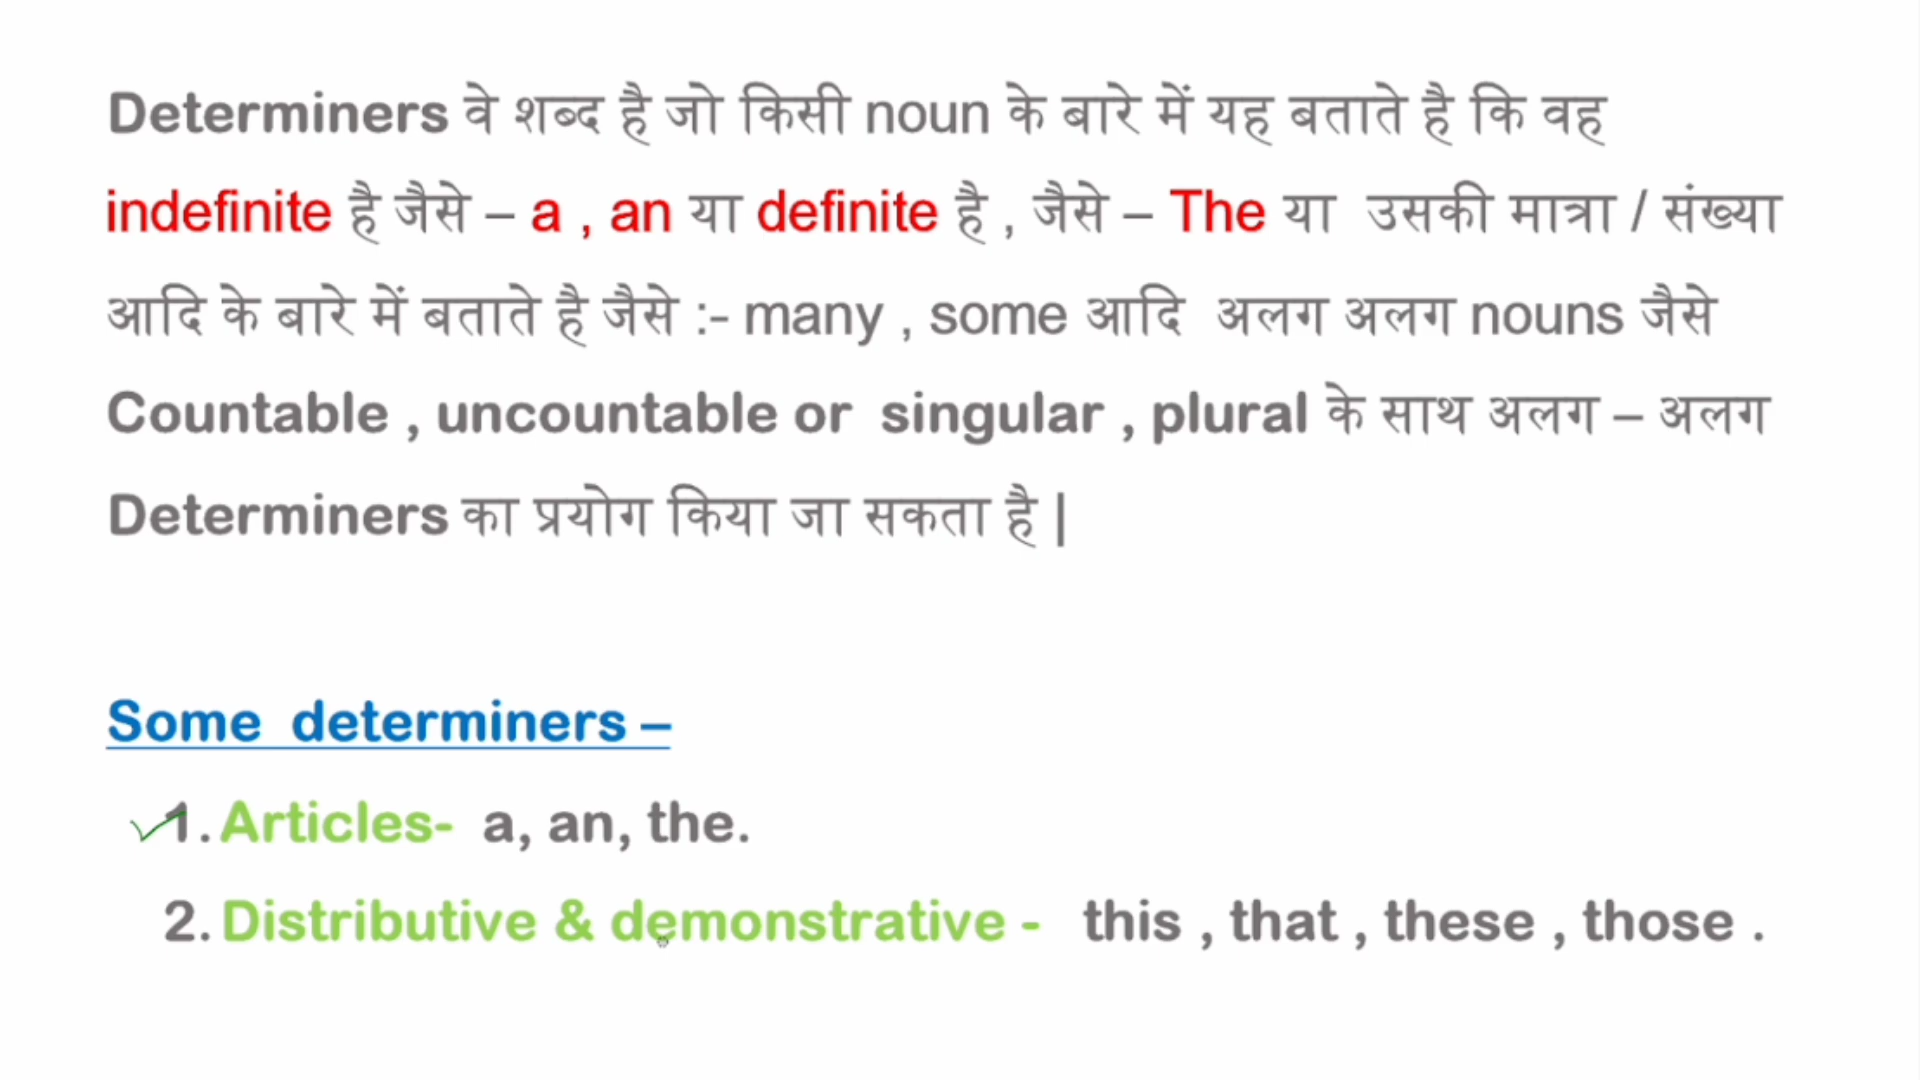 Determiners वे शब्द है जो किसी noun के बारे में यह बताते है कि वह
indefinite है जैसे – a , an या definite है , जैसे – The या उसकी मात्रा / संख्या
आदि के बारे में बताते है जैसे :- many , some आदि अलग अलग nouns जैसे
Countable , uncountable or singular , plural के साथ अलग – अलग
Determiners का प्रयोग किया जा सकता है |
Some determiners –
1. Articles- a, an, the.
2. Distributive & demonstrative - this , that , these , those .